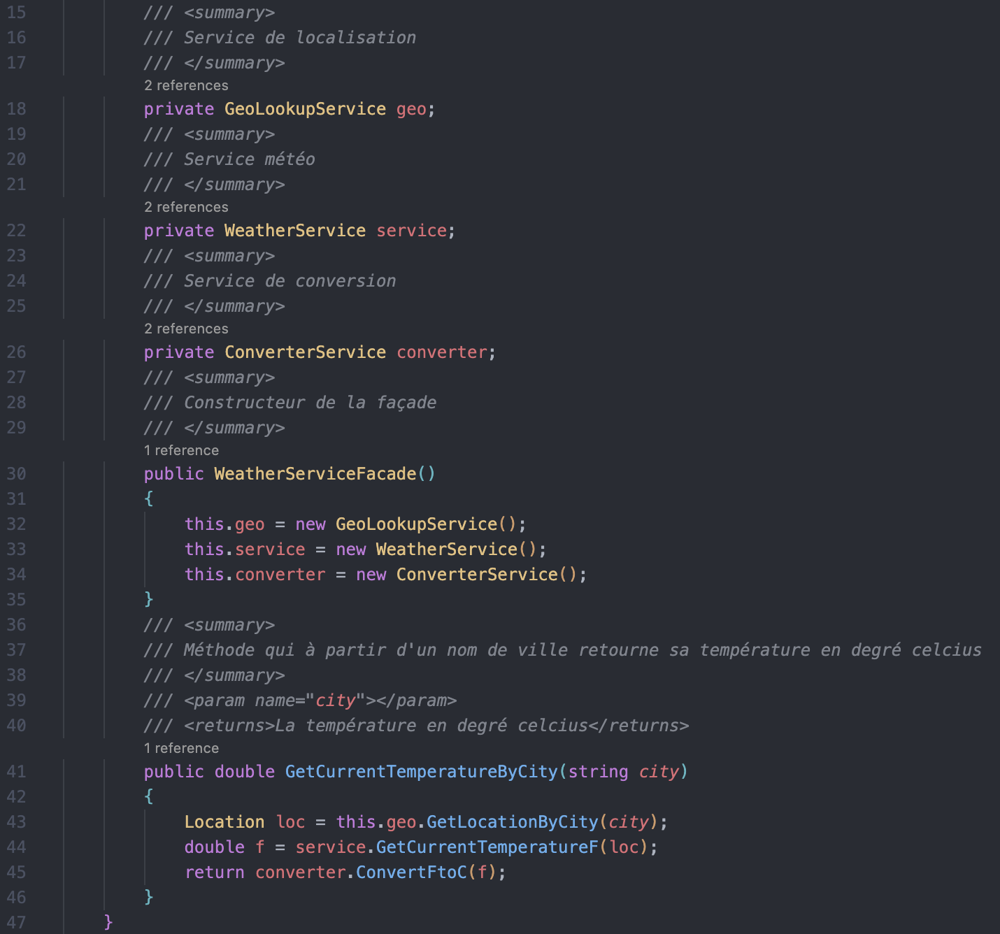 15 /// <summary>
16 /// Service de localisation
17 /// </summary>
2 references
18 private GeoLookupService geo;
19 /// <summary>
20 /// Service météo
21 /// </summary>
2 references
22 private WeatherService service;
23 /// <summary>
24 /// Service de conversion
25 /// </summary>
2 references
26 private ConverterService converter;
27 /// <summary>
28 /// Constructeur de la façade
29 /// </summary>
1 reference
30 public WeatherServiceFacade()
31 {
32 this.geo = new GeoLookupService();
33 this.service = new WeatherService();
34 this.converter = new ConverterService();
35 }
36 /// <summary>
37 /// Méthode qui à partir d'un nom de ville retourne sa température en degré celcius
38 /// </summary>
39 /// <param name="city"></param>
40 /// <returns>La température en degré celcius</returns>
1 reference
41 public double GetCurrentTemperatureByCity(string city)
42 {
43 Location loc = this.geo.GetLocationByCity(city);
44 double f = service.GetCurrentTemperatureF(loc);
45 return converter.ConvertFtoC(f);
46 }
47 }